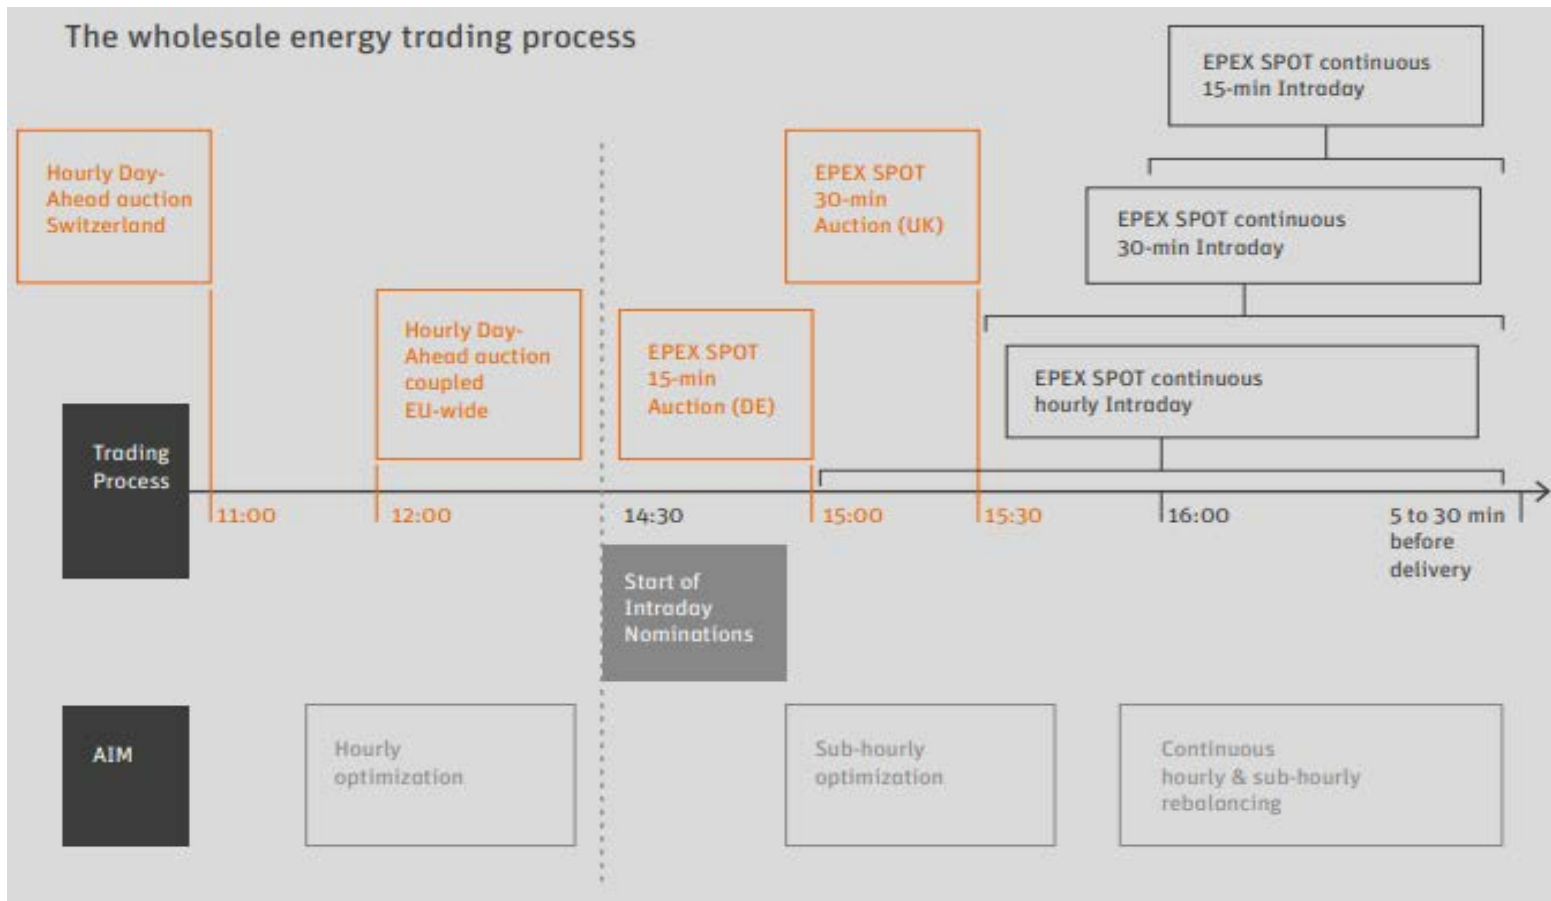 The wholesale energy trading process
EPEX SPOT continuous
15-min Intraday
Hourly Day-
Ahead auction
Switzerland
EPEX SPOT
30-min
Auction (UK)
EPEX SPOT continuous
30-min Intraday
Hourly Day-
Ahead auction
coupled
EU-wide
EPEX SPOT
15-min
Auction (DE)
EPEX SPOT continuous
hourly Intraday
Trading
Process
11:00
12:00
14:30
15:00
15:30
16:00
5 to 30 min
before
delivery
Start of
Intraday
Nominations
AIM
Hourly
optimization
Sub-hourly
optimization
Continuous
hourly & sub-hourly
rebalancing